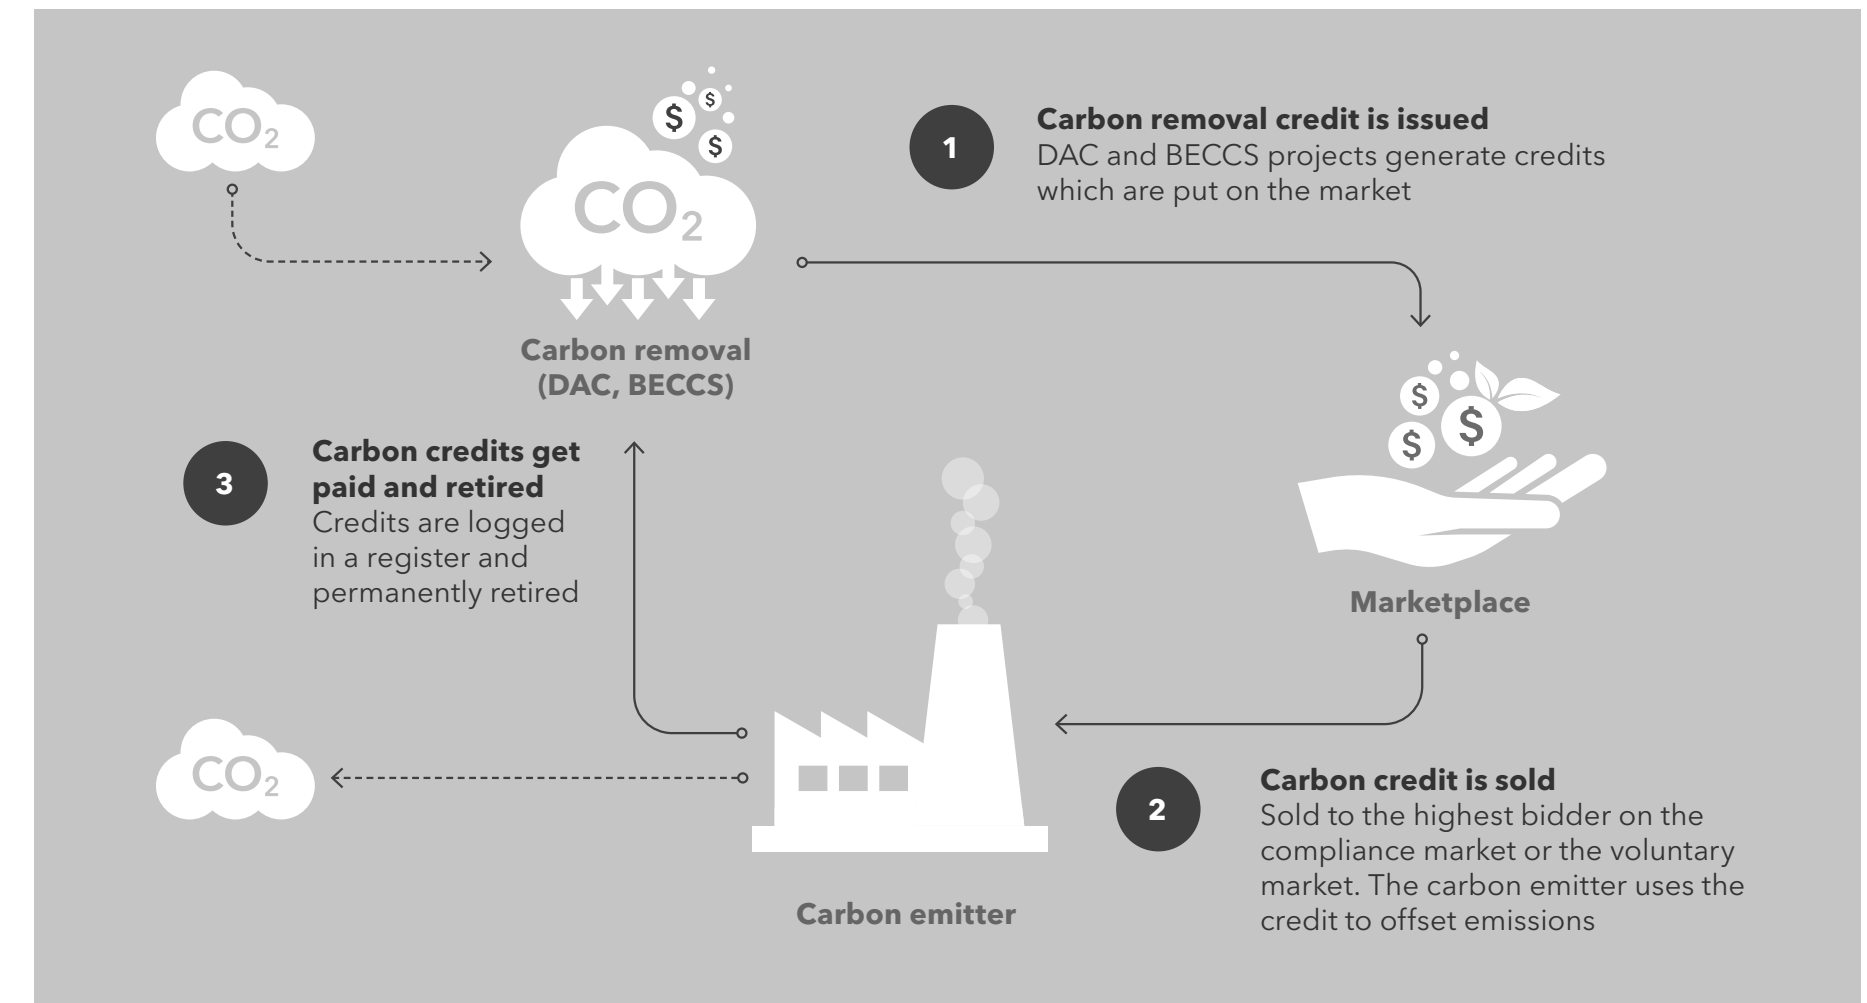 CO2
$
$
$
CO2
Carbon removal
(DAC, BECCS)
1
Carbon removal credit is issued
DAC and BECCS projects generate credits
which are put on the market
$
$
$
Marketplace
3
Carbon credits get
paid and retired
Credits are logged
in a register and
permanently retired
CO2
Carbon emitter
2
Carbon credit is sold
Sold to the highest bidder on the
compliance market or the voluntary
market. The carbon emitter uses the
credit to offset emissions